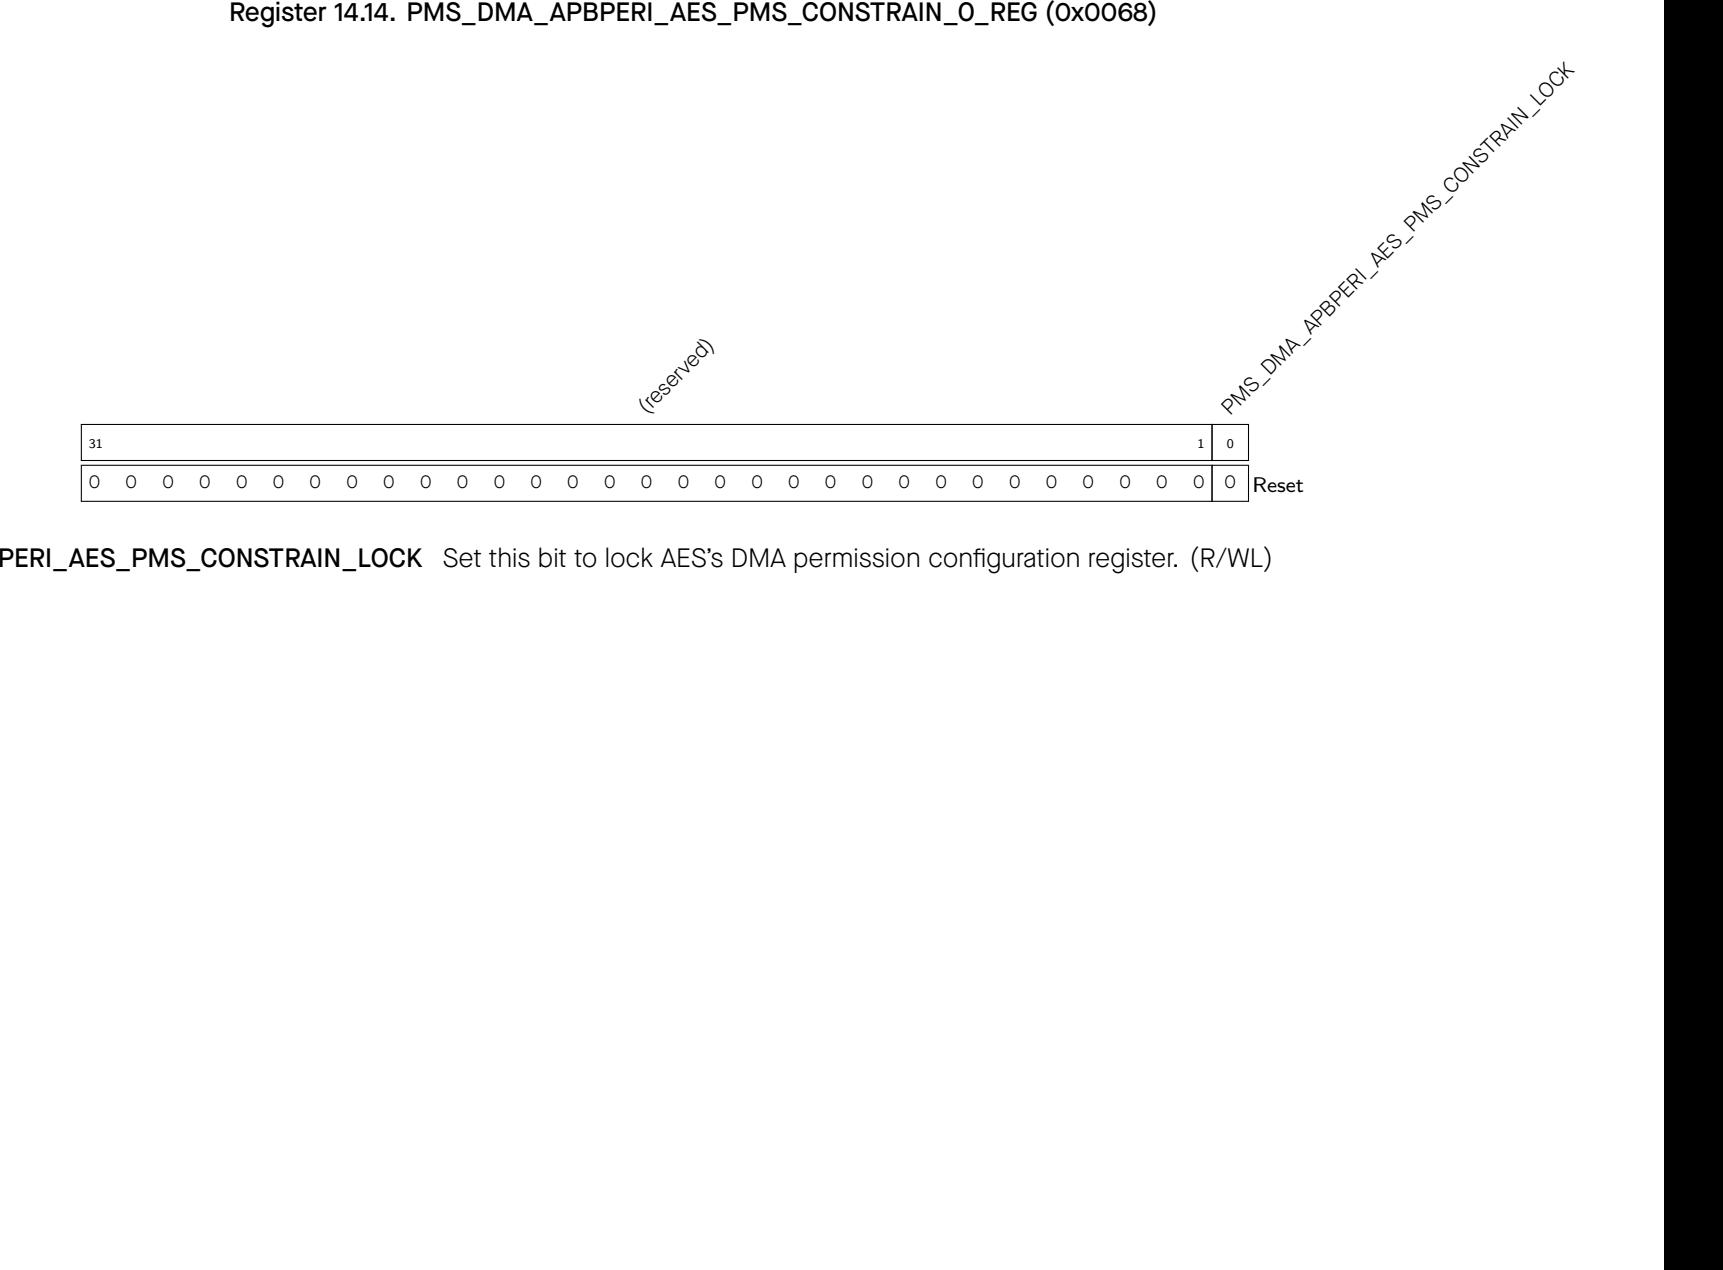 Register 14.14. PMS_DMA_APBPERI_AES_PMS_CONSTRAIN_0_REG (0x0068)
PMS_DMA_APBPERI_AES_PMS_CONSTRAIN_LOCK
(reserved)
31 1 0
0 0 0 0 0 0 0 0 0 0 0 0 0 0 0 0 0 0 0 0 0 0 0 0 0 0 0 0 0 0 0 0 Reset
PERI_AES_PMS_CONSTRAIN_LOCK Set this bit to lock AES's DMA permission configuration register. (R/WL)